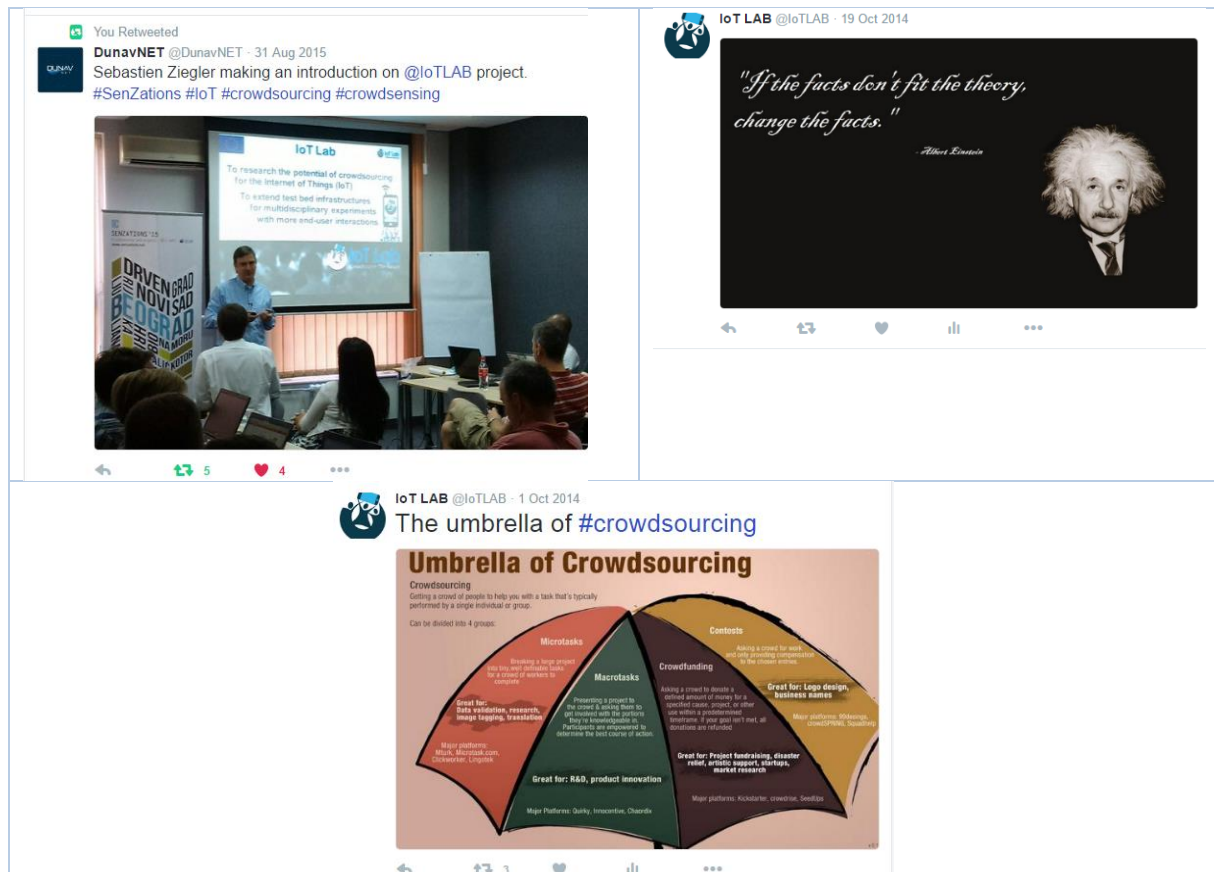 You Retweeted
DunavNET @DunavNET · 31 Aug 2015
Sebastien Ziegler making an introduction on @IoTLAB project.
#SenZations #IoT #crowdsourcing #crowdsensing
DUNAV
NET
IoT Lab
To research the potential of crowdsourcing
for the Internet of Things (IoT)
To extend test bed infrastructures
for multidisciplinary experiments
with more end-user interactions
IoT Lab
SENZATIONS'15
DRVENGRAD
NOVI SAD
BEOGRAD
NAMORU
KOTOR
5
4
IoT LAB @IoTLAB · 19 Oct 2014
"If the facts don't fit the theory,
change the facts."
- Albert Einstein
IoT LAB @IoTLAB · 1 Oct 2014
The umbrella of #crowdsourcing
Umbrella of Crowdsourcing
Crowdsourcing
Getting a crowd of people to help you with a task that's typically
performed by a single individual or group.
Can be divided into 4 groups:
Microtasks
Breaking a large project
into tiny well definable tasks
for a crowd of workers to
complete
Great for:
Data validation, research,
image tagging, translation
Major platforms:
Mturk, Microtask.com,
Clickworker, Lingotek
Macrotasks
Presenting a project to
the crowd & asking them to
get involved with the portions
they're knowledgeable in.
Participants are empowered to
determine the best course of action.
Great for: R&D, product innovation
Major Platforms: Quirky, Innocentive, Chaordix
Crowdfunding
Asking a crowd to donate a
defined amount of money for a
specified cause, project, or other
use within a predetermined
timeframe. If your goal isn't met, all
donations are refunded
Great for: Project fundraising, disaster
relief, artistic support, startups,
market research
Major platforms: Kickstarter, crowdrise, SeedUps
Contests
Asking a crowd for work
and only providing compensation
to the chosen entries
Great for: Logo design,
business names
Major platforms: 99designs,
crowdSPRING, Squadhelp
3